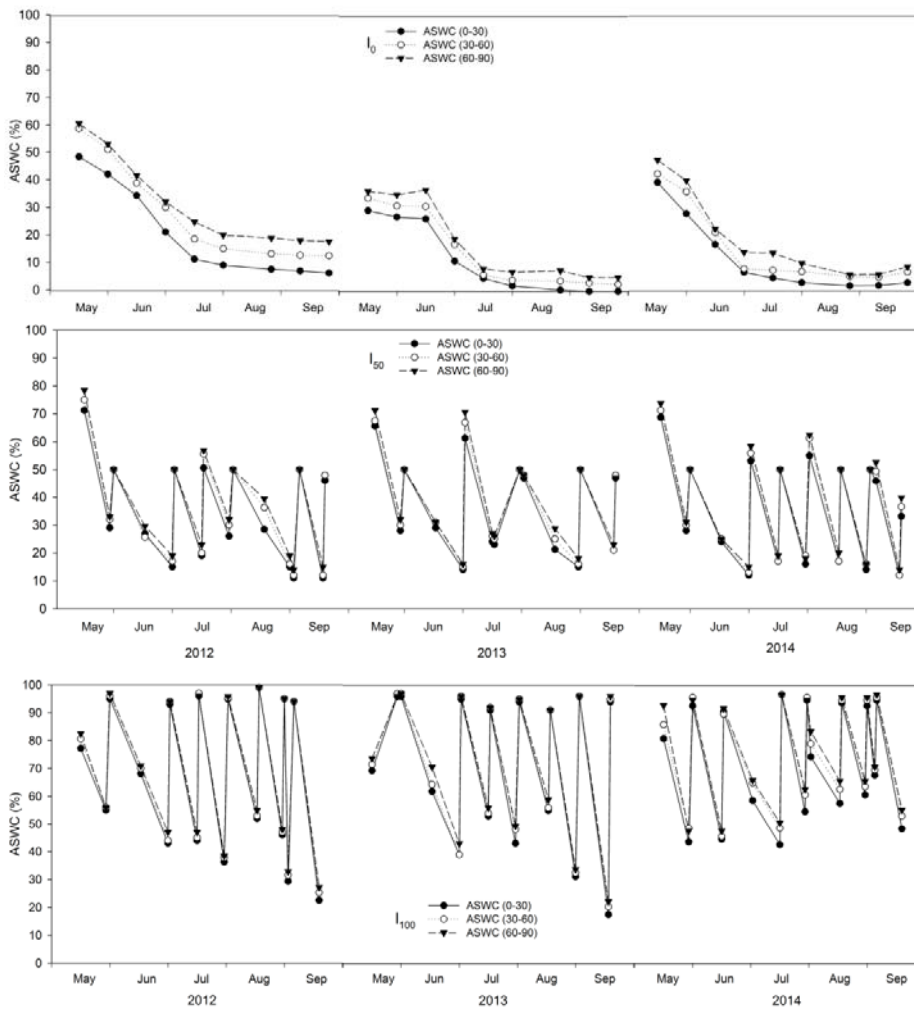 100
90
80
70
60
50
40
30
20
10
0
ASWC (%)
I0
ASWC (0-30)
ASWC (30-60)
ASWC (60-90)
May Jun Jul Aug Sep May Jun Jul Aug Sep May Jun Jul Aug Sep
100
90
80
70
60
50
40
30
20
10
0
ASWC (%)
I50
ASWC (0-30)
ASWC (30-60)
ASWC (60-90)
May Jun Jul Aug Sep May Jun Jul Aug Sep May Jun Jul Aug Sep
2012 2013 2014
100
90
80
70
60
50
40
30
20
10
0
ASWC (%)
I100
ASWC (0-30)
ASWC (30-60)
ASWC (60-90)
May Jun Jul Aug Sep May Jun Jul Aug Sep May Jun Jul Aug Sep
2012 2013 2014